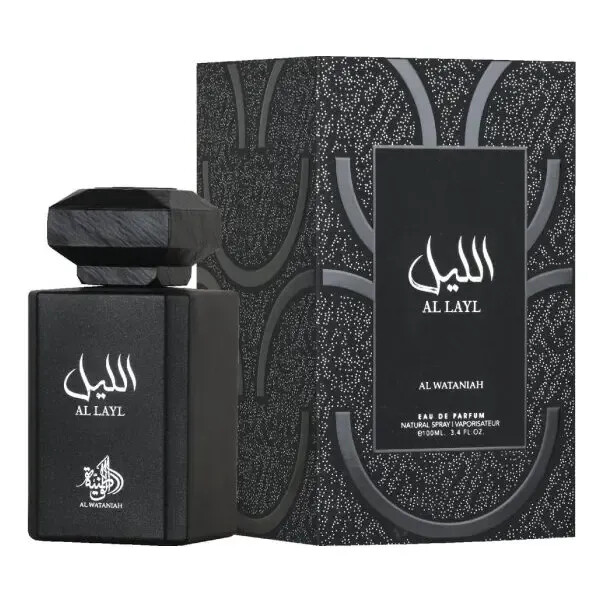 الليل
AL LAYL
الوطنية
AL WATANIAH
الليل
AL LAYL
AL WATANIAH
EAU DE PARFUM
NATURAL SPRAY | VAPORISATEUR
℮100ML. 3.4 FL.OZ.